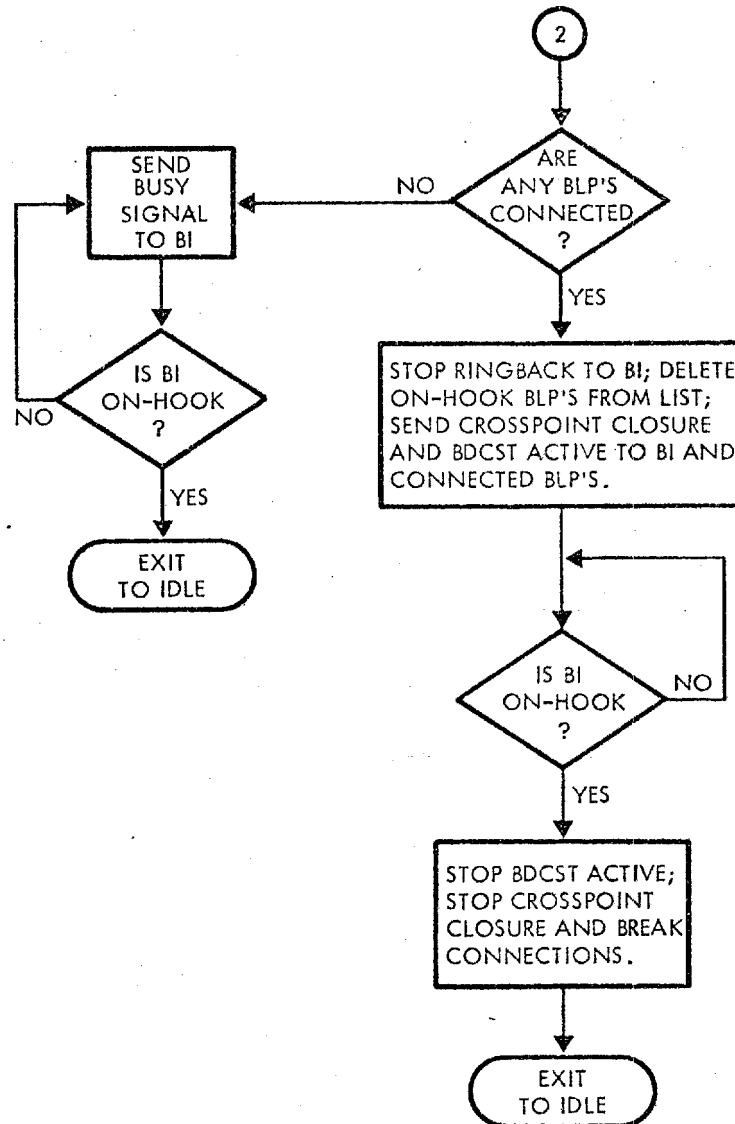 2
ARE
ANY BLP'S
CONNECTED
?
NO
YES
SEND
BUSY
SIGNAL
TO BI
IS BI
ON-HOOK
?
NO
YES
EXIT
TO IDLE
STOP RINGBACK TO BI; DELETE
ON-HOOK BLP'S FROM LIST;
SEND CROSSPOINT CLOSURE
AND BDCST ACTIVE TO BI AND
CONNECTED BLP'S.
IS BI
ON-HOOK
?
NO
YES
STOP BDCST ACTIVE;
STOP CROSSPOINT
CLOSURE AND BREAK
CONNECTIONS.
EXIT
TO IDLE